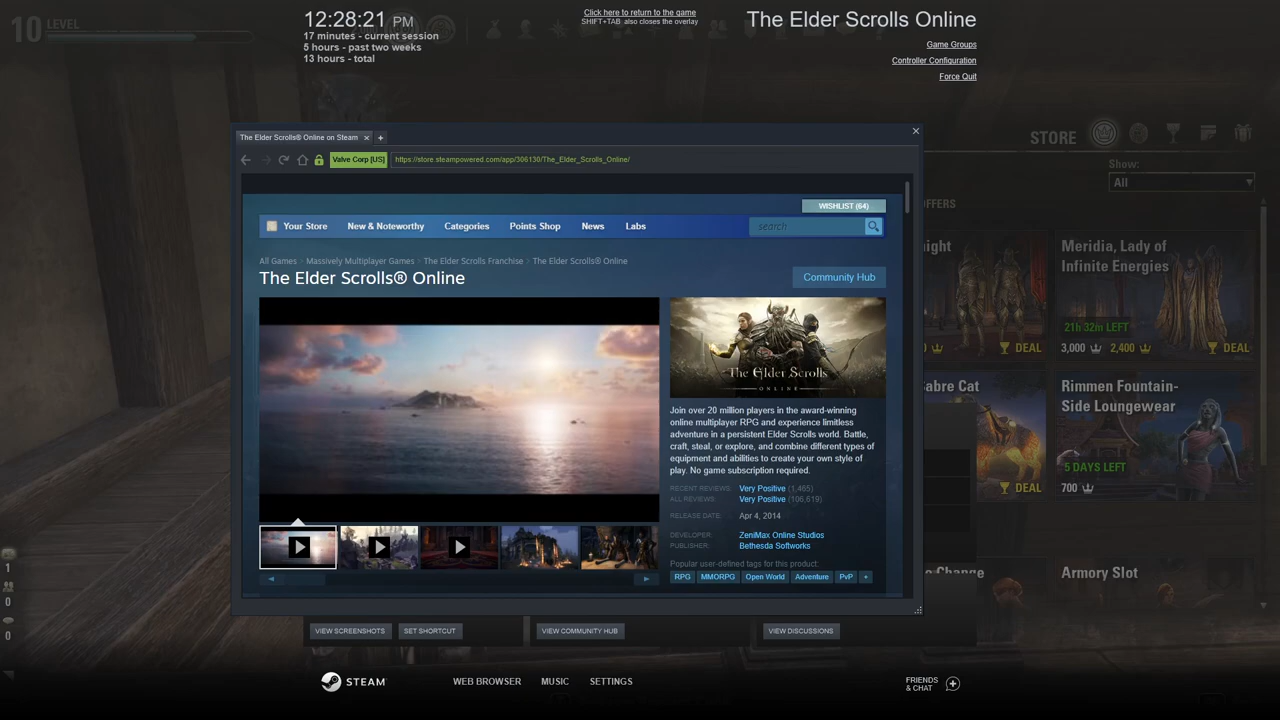 10 LEVEL
12:28:21 PM
17 minutes - current session
5 hours - past two weeks
13 hours - total
Click here to return to the game
SHIFT+TAB also closes the overlay
The Elder Scrolls Online
Game Groups
Controller Configuration
Force Quit
The Elder Scrolls® Online on Steam
Valve Corp [US]
https://store.steampowered.com/app/306130/The_Elder_Scrolls_Online/
WISHLIST (64)
Your Store New & Noteworthy Categories Points Shop News Labs
search
All Games > Massively Multiplayer Games > The Elder Scrolls Franchise > The Elder Scrolls® Online
The Elder Scrolls® Online
Community Hub
The Elder Scrolls
ONLINE
Join over 20 million players in the award-winning
online multiplayer RPG and experience limitless
adventure in a persistent Elder Scrolls world. Battle,
craft, steal, or explore, and combine different types of
equipment and abilities to create your own style of
play. No game subscription required.
RECENT REVIEWS: Very Positive (1,465)
ALL REVIEWS: Very Positive (106,619)
RELEASE DATE: Apr 4, 2014
DEVELOPER: ZeniMax Online Studios
PUBLISHER: Bethesda Softworks
Popular user-defined tags for this product:
RPG MMORPG Open World Adventure PvP +
STORE
Show:
All
Meridia, Lady of
Infinite Energies
21h 32m LEFT
3,000 2,400 DEAL
DEAL
Rimmen Fountain-
Side Loungewear
5 DAYS LEFT
700
DEAL
Armory Slot
1
0
0
VIEW SCREENSHOTS SET SHORTCUT VIEW COMMUNITY HUB VIEW DISCUSSIONS
STEAM
WEB BROWSER MUSIC SETTINGS
FRIENDS
& CHAT